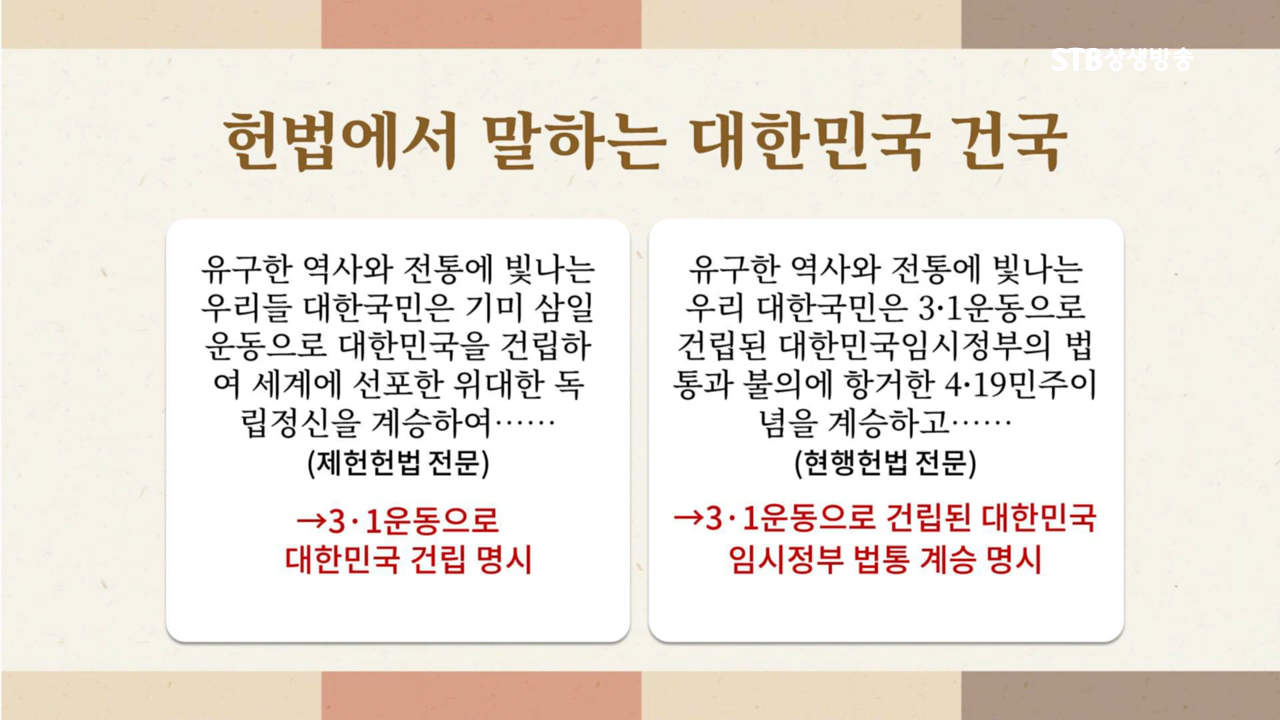 STB상생방송
헌법에서 말하는 대한민국 건국
유구한 역사와 전통에 빛나는
우리들 대한국민은 기미 삼일
운동으로 대한민국을 건립하
여 세계에 선포한 위대한 독
립정신을 계승하여⋯⋯
(제헌헌법 전문)
→3·1운동으로
대한민국 건립 명시
유구한 역사와 전통에 빛나는
우리 대한국민은 3·1운동으로
건립된 대한민국임시정부의 법
통과 불의에 항거한 4·19민주이
념을 계승하고⋯⋯
(현행헌법 전문)
→3·1운동으로 건립된 대한민국
임시정부 법통 계승 명시